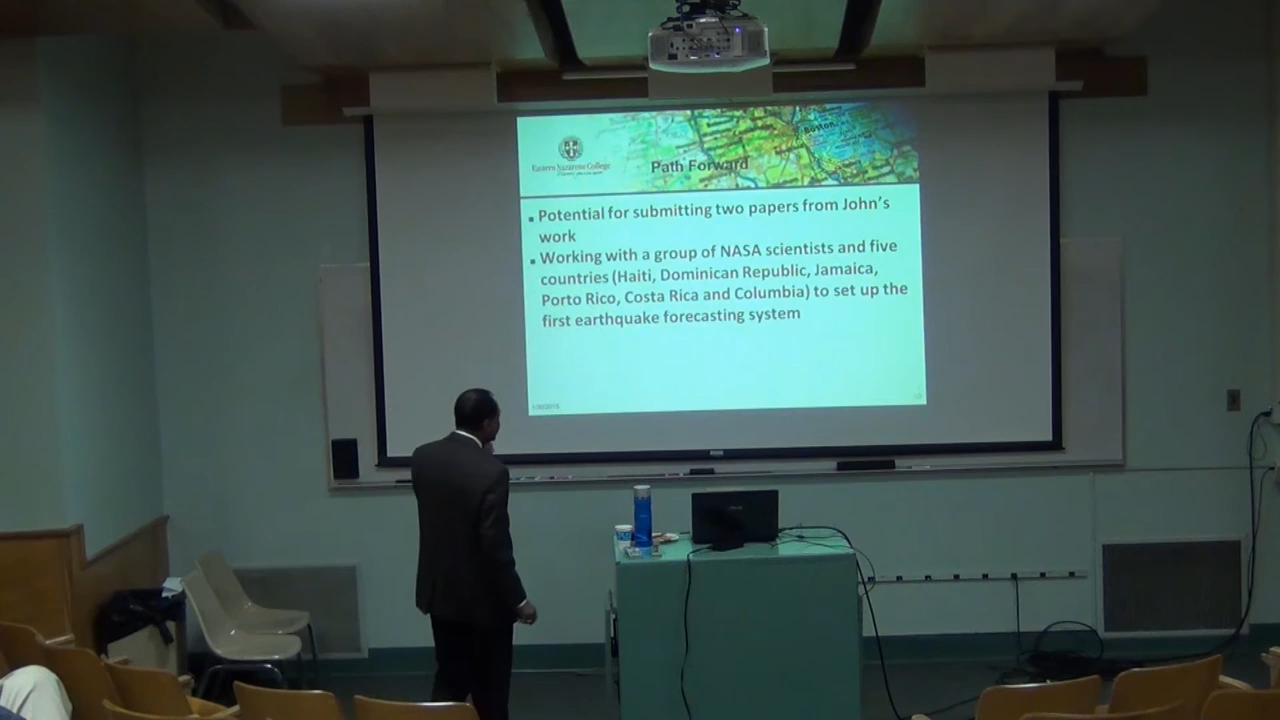 Boston
Eastern Nazarene College
Path Forward
▪ Potential for submitting two papers from John's
work
▪ Working with a group of NASA scientists and five
countries (Haiti, Dominican Republic, Jamaica,
Porto Rico, Costa Rica and Columbia) to set up the
first earthquake forecasting system